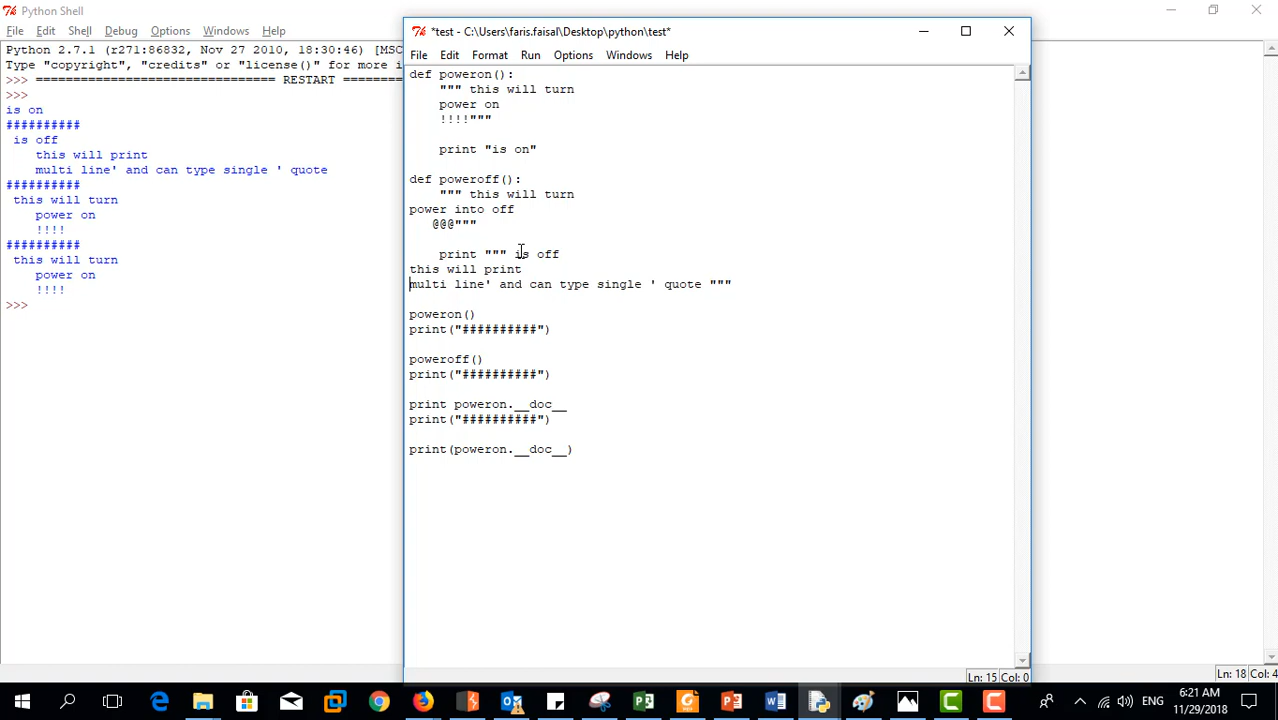 Python Shell
File Edit Shell Debug Options Windows Help
Python 2.7.1 (r271:86832, Nov 27 2010, 18:30:46) [MSC
Type "copyright", "credits" or "license()" for more i
>>> ================================ RESTART ========
>>>
is on
##########
 is off
    this will print
    multi line' and can type single ' quote
##########
 this will turn
    power on
    !!!!
##########
 this will turn
    power on
    !!!!
>>>
*test - C:\Users\faris.faisal\Desktop\python\test*
File Edit Format Run Options Windows Help
def poweron():
    """ this will turn
    power on
    !!!!"""
    print "is on"
def poweroff():
    """ this will turn
power into off
   @@@"""
    print """ is off
this will print
multi line' and can type single ' quote """
poweron()
print("##########")
poweroff()
print("##########")
print poweron.__doc__
print("##########")
print(poweron.__doc__)
Ln: 15 Col: 0
Ln: 18 Col: 4
ENG
6:21 AM
11/29/2018